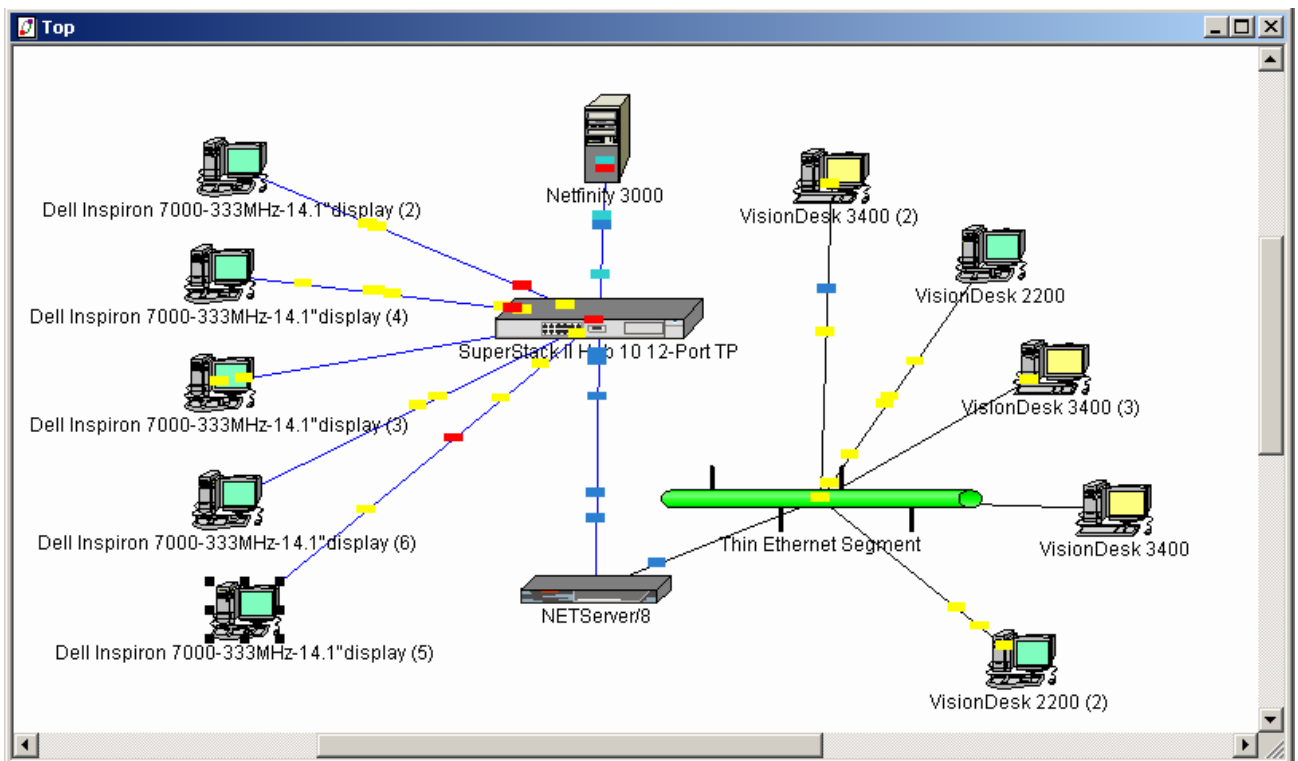 Top
Netfinity 3000
Dell Inspiron 7000-333MHz-14.1"display (2)
VisionDesk 3400 (2)
VisionDesk 2200
Dell Inspiron 7000-333MHz-14.1"display (4)
SuperStack II Hub 10 12-Port TP
VisionDesk 3400 (3)
Dell Inspiron 7000-333MHz-14.1"display (3)
Dell Inspiron 7000-333MHz-14.1"display (6)
Thin Ethernet Segment
VisionDesk 3400
NETServer/8
Dell Inspiron 7000-333MHz-14.1"display (5)
VisionDesk 2200 (2)